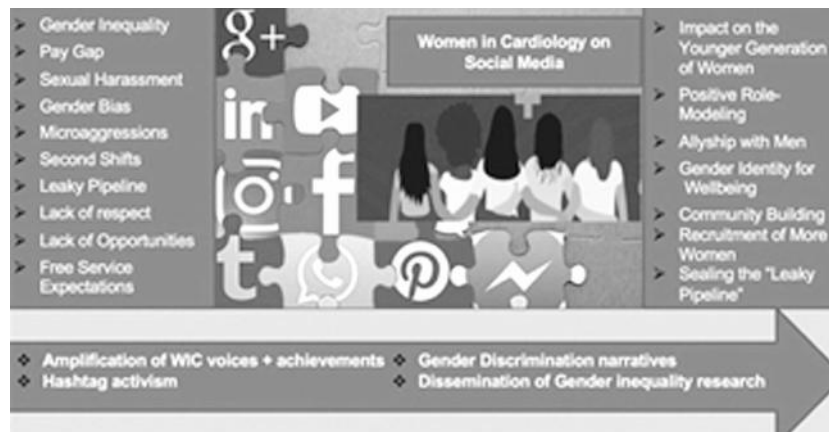 Gender Inequality
Pay Gap
Sexual Harassment
Gender Bias
Microaggressions
Second Shifts
Leaky Pipeline
Lack of respect
Lack of Opportunities
Free Service
Expectations
g+
in
f
t
Women in Cardiology on
Social Media
Impact on the
Younger Generation
of Women
Positive Role-
Modeling
Allyship with Men
Gender Identity for
Wellbeing
Community Building
Recruitment of More
Women
Sealing the "Leaky
Pipeline"
Amplification of WIC voices + achievements
Hashtag activism
Gender Discrimination narratives
Dissemination of Gender inequality research